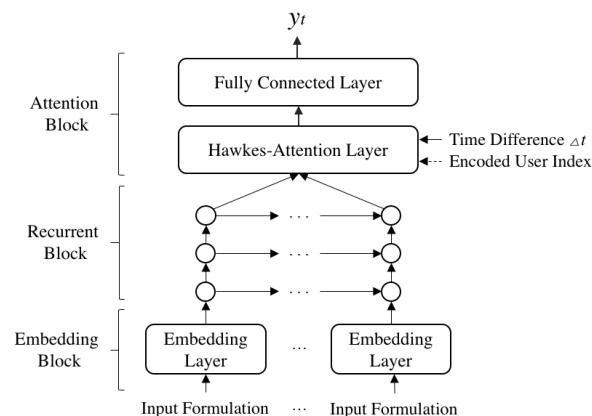 yt
Fully Connected Layer
Attention
Block
Hawkes-Attention Layer
Time Difference △t
Encoded User Index
Recurrent
Block
...
...
...
Embedding
Block
Embedding
Layer
...
Embedding
Layer
Input Formulation ... Input Formulation